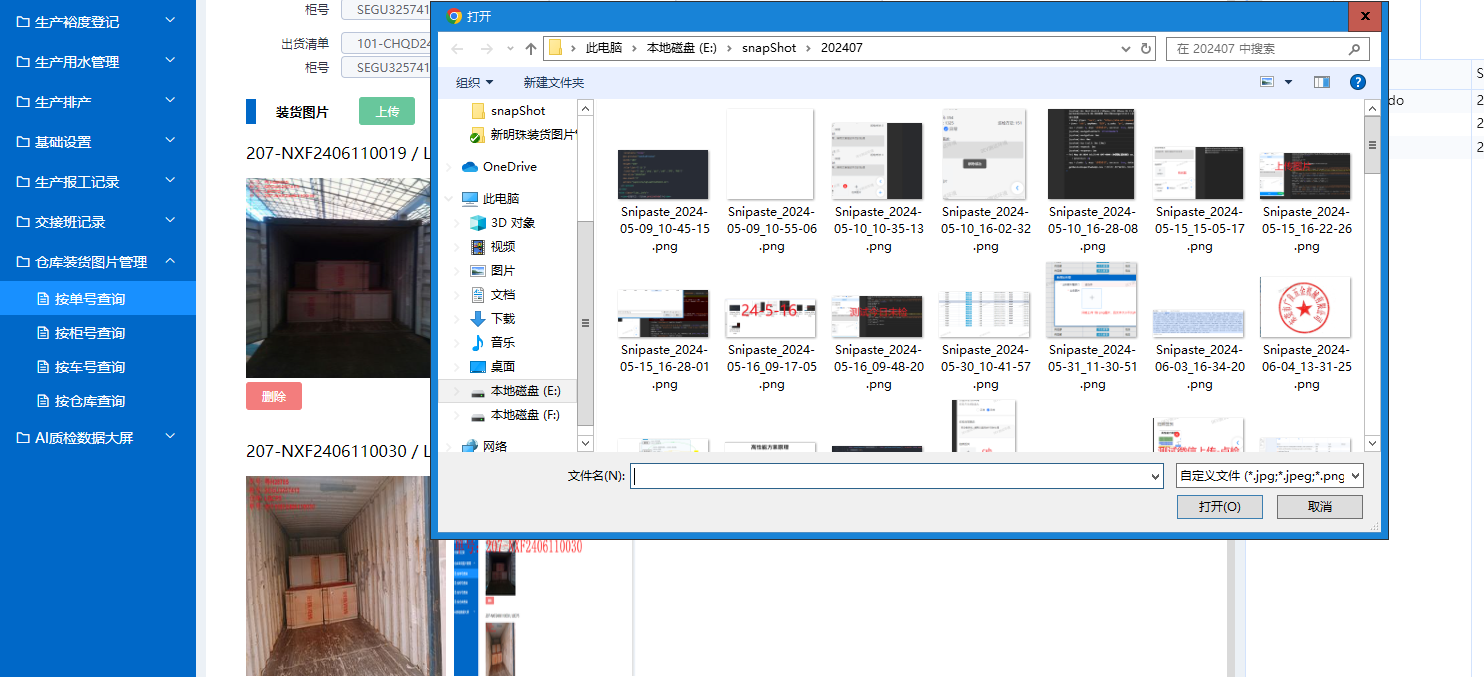 生产裕度登记
生产用水管理
生产排产
基础设置
生产报工记录
交接班记录
仓库装货图片管理
按单号查询
按柜号查询
按车号查询
按仓库查询
AI质检数据大屏
柜号
SEGU325741
出货清单
101-CHQD24
柜号
SEGU325741
装货图片
上传
207-NXF2406110019 / L
删除
207-NXF2406110030 / L
207-NXF2406110030
打开
此电脑
本地磁盘 (E:)
snapShot
202407
在 202407 中搜索
组织
新建文件夹
snapShot
新明珠装货图片
OneDrive
此电脑
3D 对象
视频
图片
文档
下载
音乐
桌面
本地磁盘 (E:)
本地磁盘 (F:)
网络
Snipaste_2024-05-09_10-45-15.png
Snipaste_2024-05-09_10-55-06.png
Snipaste_2024-05-10_10-35-13.png
Snipaste_2024-05-10_16-02-32.png
Snipaste_2024-05-10_16-28-08.png
Snipaste_2024-05-15_15-05-17.png
Snipaste_2024-05-15_16-22-26.png
24-5-16
Snipaste_2024-05-15_16-28-01.png
Snipaste_2024-05-16_09-17-05.png
Snipaste_2024-05-16_09-48-20.png
Snipaste_2024-05-30_10-41-57.png
Snipaste_2024-05-31_11-30-51.png
Snipaste_2024-06-03_16-34-20.png
Snipaste_2024-06-04_13-31-25.png
文件名(N):
自定义文件 (*.jpg;*.jpeg;*.png
打开(O)
取消
do